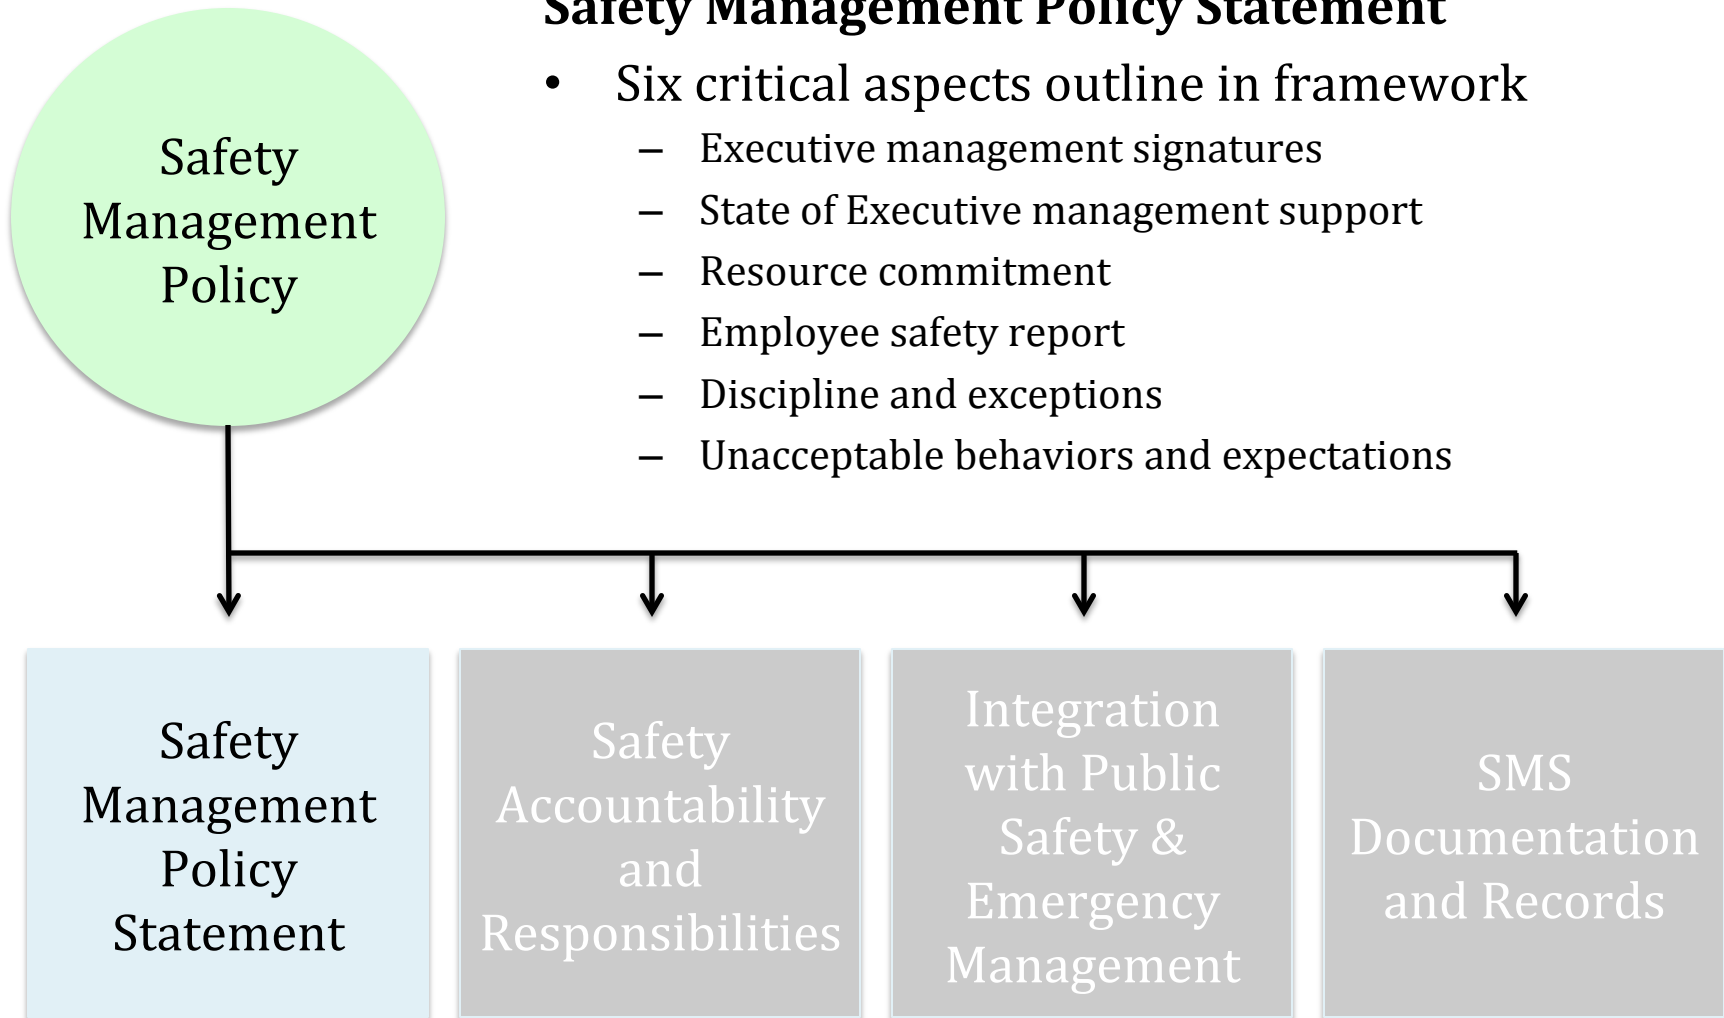 Safety Management Policy Statement
• Six critical aspects outline in framework
– Executive management signatures
– State of Executive management support
– Resource commitment
– Employee safety report
– Discipline and exceptions
– Unacceptable behaviors and expectations
Safety
Management
Policy
Safety
Management
Policy
Statement
Safety
Accountability
and
Responsibilities
Integration
with Public
Safety &
Emergency
Management
SMS
Documentation
and Records